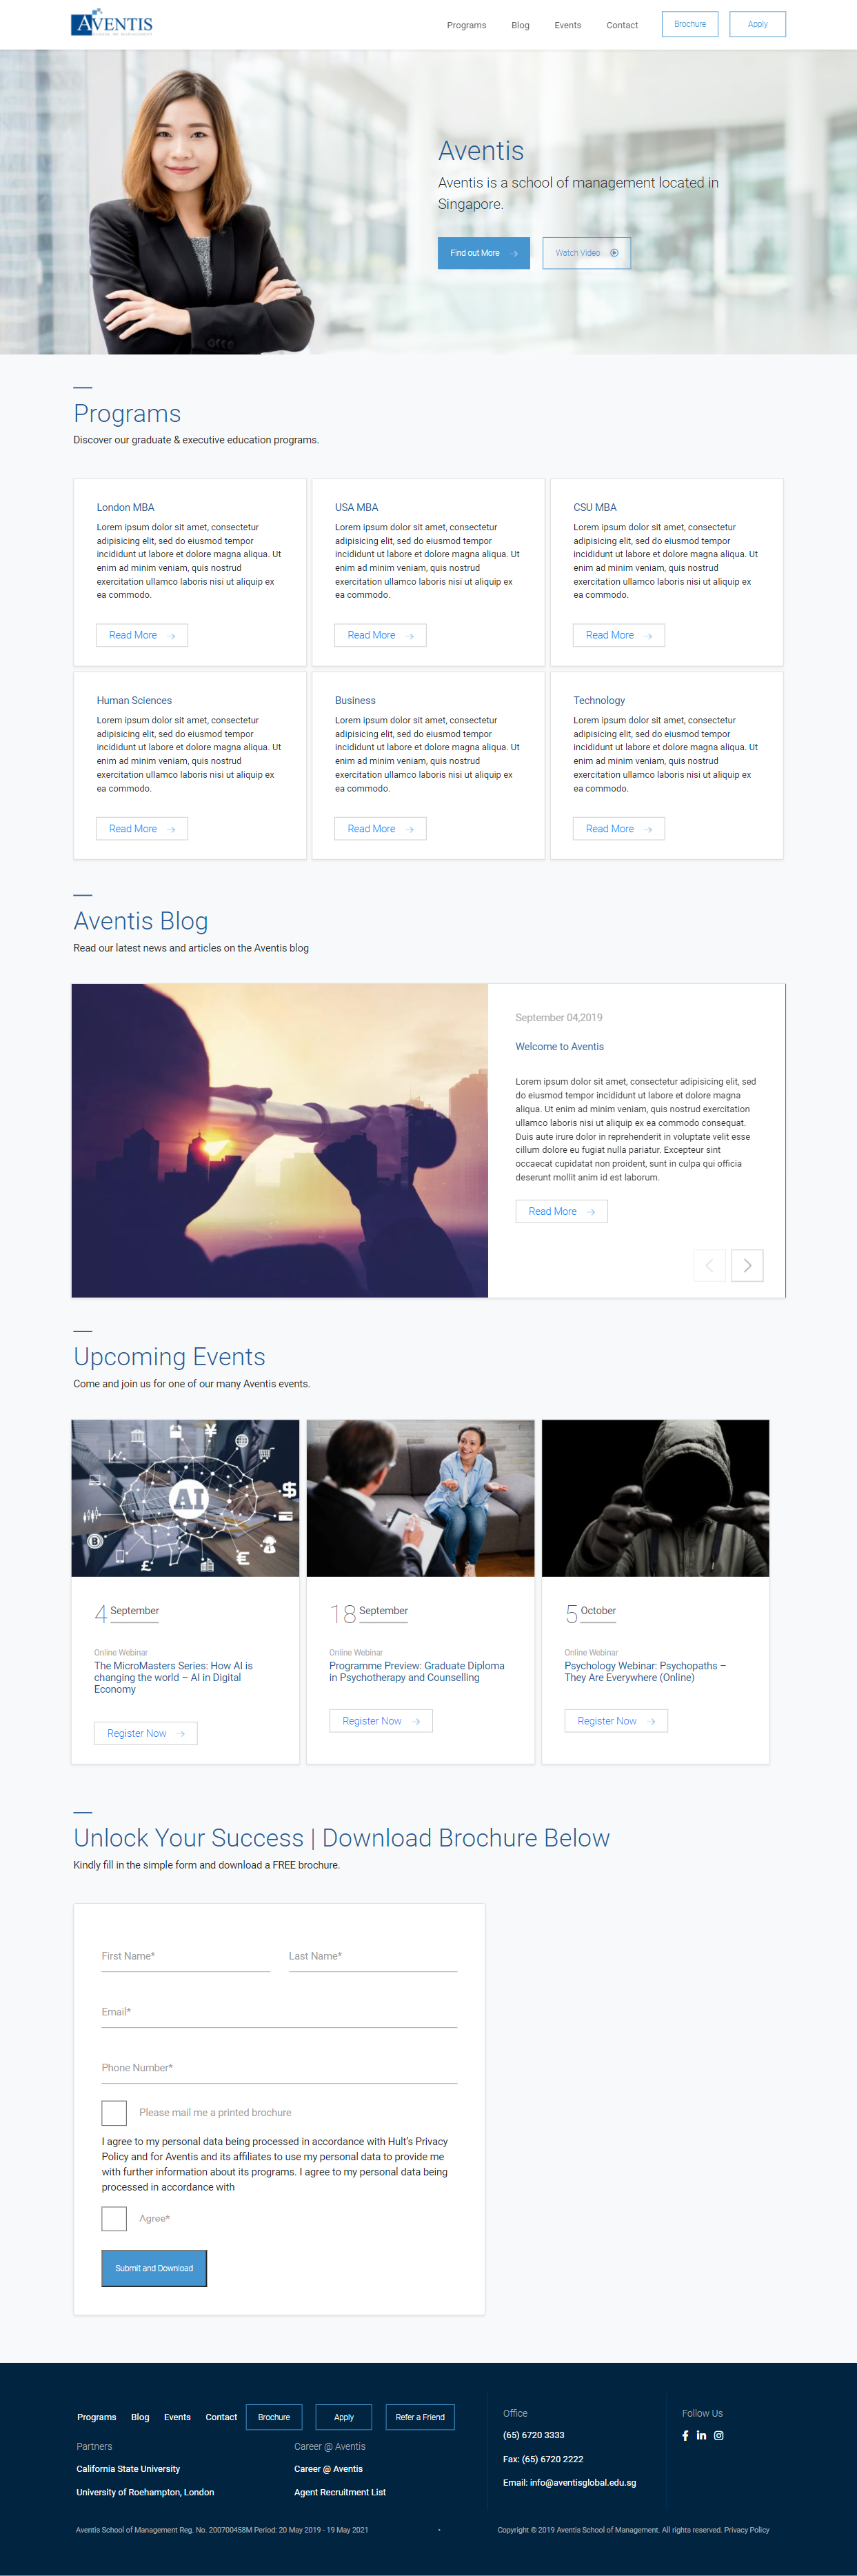 AVENTIS
SCHOOL OF MANAGEMENT
Programs Blog Events Contact Brochure Apply
Aventis
Aventis is a school of management located in
Singapore.
Find out More Watch Video
Programs
Discover our graduate & executive education programs.
London MBA
Lorem ipsum dolor sit amet, consectetur
adipisicing elit, sed do eiusmod tempor
incididunt ut labore et dolore magna aliqua. Ut
enim ad minim veniam, quis nostrud
exercitation ullamco laboris nisi ut aliquip ex
ea commodo.
Read More
USA MBA
Lorem ipsum dolor sit amet, consectetur
adipisicing elit, sed do eiusmod tempor
incididunt ut labore et dolore magna aliqua. Ut
enim ad minim veniam, quis nostrud
exercitation ullamco laboris nisi ut aliquip ex
ea commodo.
Read More
CSU MBA
Lorem ipsum dolor sit amet, consectetur
adipisicing elit, sed do eiusmod tempor
incididunt ut labore et dolore magna aliqua. Ut
enim ad minim veniam, quis nostrud
exercitation ullamco laboris nisi ut aliquip ex
ea commodo.
Read More
Human Sciences
Lorem ipsum dolor sit amet, consectetur
adipisicing elit, sed do eiusmod tempor
incididunt ut labore et dolore magna aliqua. Ut
enim ad minim veniam, quis nostrud
exercitation ullamco laboris nisi ut aliquip ex
ea commodo.
Read More
Business
Lorem ipsum dolor sit amet, consectetur
adipisicing elit, sed do eiusmod tempor
incididunt ut labore et dolore magna aliqua. Ut
enim ad minim veniam, quis nostrud
exercitation ullamco laboris nisi ut aliquip ex
ea commodo.
Read More
Technology
Lorem ipsum dolor sit amet, consectetur
adipisicing elit, sed do eiusmod tempor
incididunt ut labore et dolore magna aliqua. Ut
enim ad minim veniam, quis nostrud
exercitation ullamco laboris nisi ut aliquip ex
ea commodo.
Read More
Aventis Blog
Read our latest news and articles on the Aventis blog
September 04,2019
Welcome to Aventis
Lorem ipsum dolor sit amet, consectetur adipisicing elit, sed
do eiusmod tempor incididunt ut labore et dolore magna
aliqua. Ut enim ad minim veniam, quis nostrud exercitation
ullamco laboris nisi ut aliquip ex ea commodo consequat.
Duis aute irure dolor in reprehenderit in voluptate velit esse
cillum dolore eu fugiat nulla pariatur. Excepteur sint
occaecat cupidatat non proident, sunt in culpa qui officia
deserunt mollit anim id est laborum.
Read More
Upcoming Events
Come and join us for one of our many Aventis events.
AI
4 September
Online Webinar
The MicroMasters Series: How AI is
changing the world – AI in Digital
Economy
Register Now
18 September
Online Webinar
Programme Preview: Graduate Diploma
in Psychotherapy and Counselling
Register Now
5 October
Online Webinar
Psychology Webinar: Psychopaths –
They Are Everywhere (Online)
Register Now
Unlock Your Success | Download Brochure Below
Kindly fill in the simple form and download a FREE brochure.
First Name* Last Name*
Email*
Phone Number*
Please mail me a printed brochure
I agree to my personal data being processed in accordance with Hult's Privacy
Policy and for Aventis and its affiliates to use my personal data to provide me
with further information about its programs. I agree to my personal data being
processed in accordance with
Agree*
Submit and Download
Programs Blog Events Contact Brochure Apply Refer a Friend
Partners
California State University
University of Roehampton, London
Career @ Aventis
Career @ Aventis
Agent Recruitment List
Office
(65) 6720 3333
Fax: (65) 6720 2222
Email: info@aventisglobal.edu.sg
Follow Us
Aventis School of Management Reg. No. 200700458M Period: 20 May 2019 - 19 May 2021
Copyright © 2019 Aventis School of Management. All rights reserved. Privacy Policy